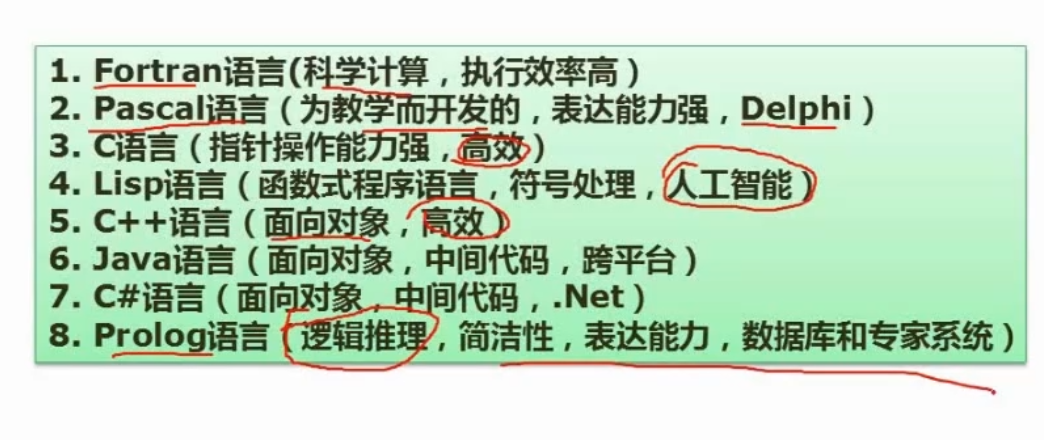 1. Fortran语言(科学计算，执行效率高）
2. Pascal语言（为教学而开发的，表达能力强，Delphi）
3. C语言（指针操作能力强，高效）
4. Lisp语言（函数式程序语言，符号处理，人工智能）
5. C++语言（面向对象，高效）
6. Java语言（面向对象，中间代码，跨平台）
7. C#语言（面向对象，中间代码，.Net）
8. Prolog语言（逻辑推理，简洁性，表达能力，数据库和专家系统）